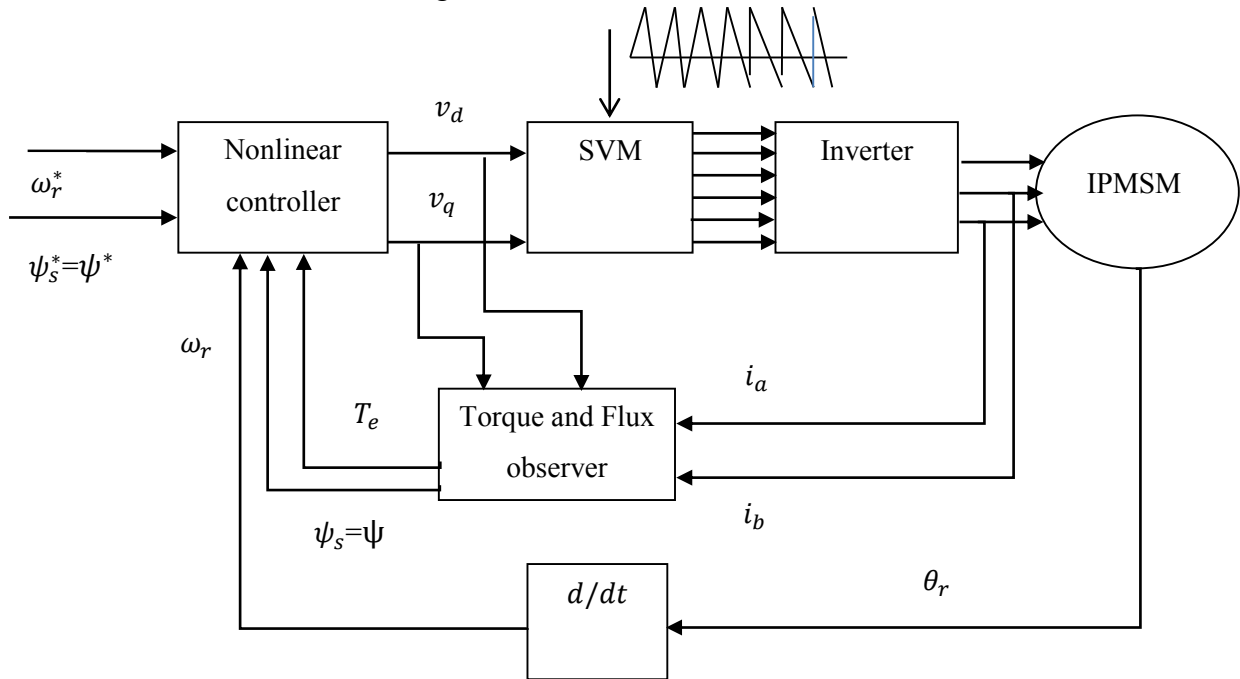 v_d
Nonlinear
controller
SVM
Inverter
IPMSM
ω_r^*
v_q
ψ_s^*=ψ^*
ω_r
i_a
T_e
Torque and Flux
observer
i_b
ψ_s=ψ
d/dt
θ_r